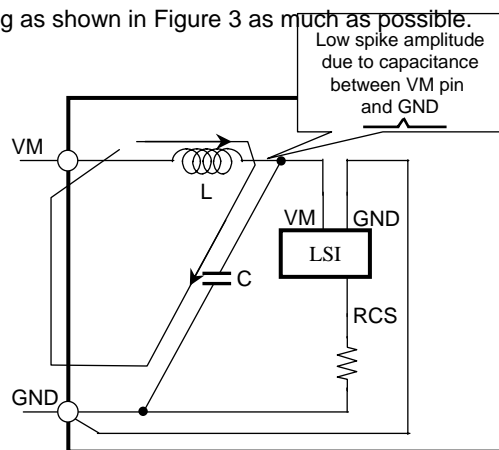 g as shown in Figure 3 as much as possible.
Low spike amplitude
due to capacitance
between VM pin
and GND
VM
L
VM
GND
LSI
C
RCS
GND